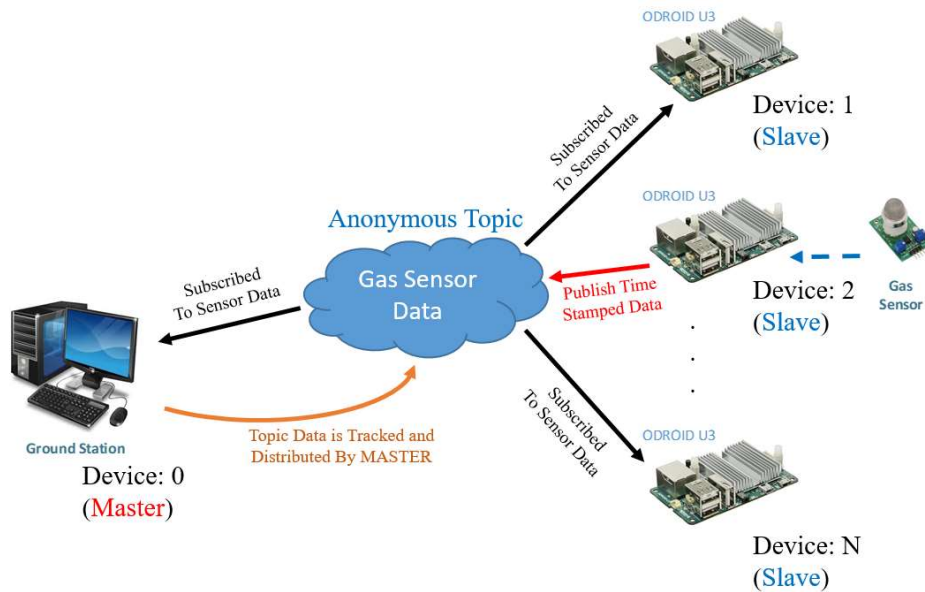 ODROID U3
Device: 1
(Slave)
Subscribed
To Sensor Data
Anonymous Topic
ODROID U3
Gas Sensor
Data
Subscribed
To Sensor Data
Publish Time
Stamped Data
Device: 2
(Slave)
Gas
Sensor
.
.
.
Subscribed
To Sensor Data
Topic Data is Tracked and
Distributed By MASTER
Ground Station
Device: 0
(Master)
ODROID U3
Device: N
(Slave)